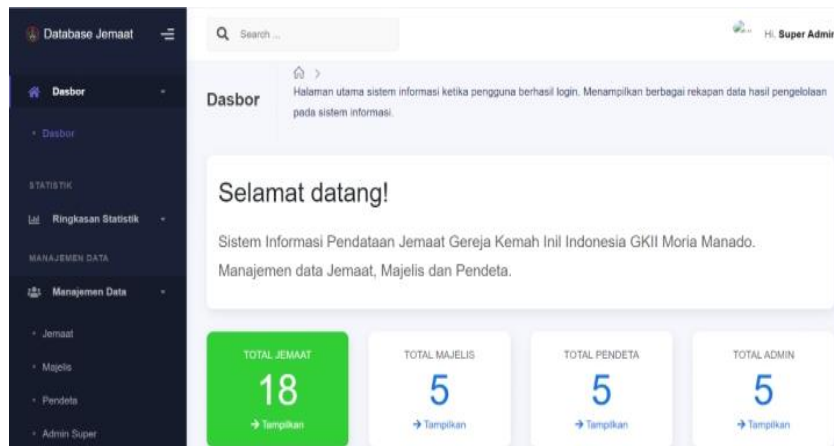 Database Jemaat
Search ...
Hi, Super Admin
Dasbor
Dasbor
STATISTIK
Ringkasan Statistik
MANAJEMEN DATA
Manajemen Data
Jemaat
Majelis
Pendeta
Admin Super
Dasbor
Halaman utama sistem informasi ketika pengguna berhasil login. Menampilkan berbagai rekapan data hasil pengelolaan
pada sistem informasi.
Selamat datang!
Sistem Informasi Pendataan Jemaat Gereja Kemah Inil Indonesia GKII Moria Manado.
Manajemen data Jemaat, Majelis dan Pendeta.
TOTAL JEMAAT
18
Tampilkan
TOTAL MAJELIS
5
Tampilkan
TOTAL PENDETA
5
Tampilkan
TOTAL ADMIN
5
Tampilkan